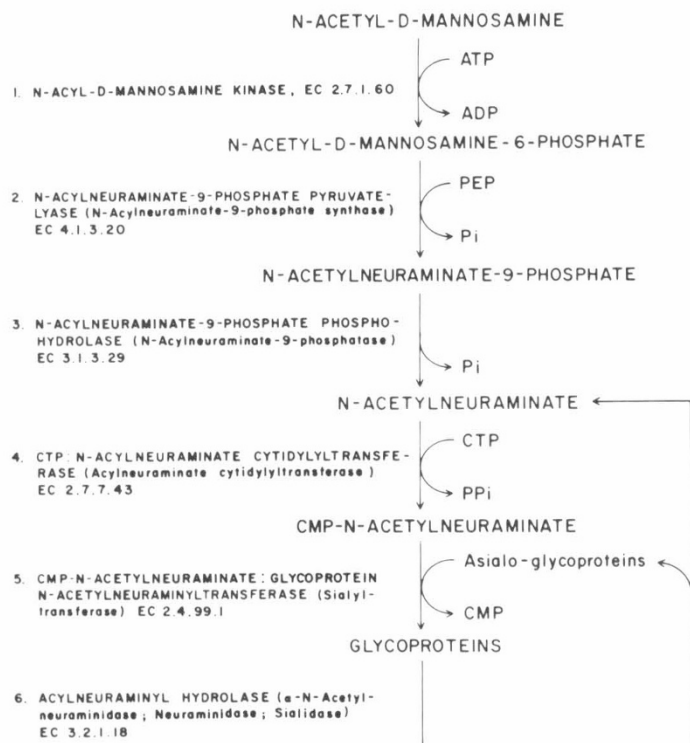 N-ACETYL-D-MANNOSAMINE
ATP
1. N-ACYL-D-MANNOSAMINE KINASE, EC 2.7.1.60
ADP
N-ACETYL-D-MANNOSAMINE-6-PHOSPHATE
PEP
2. N-ACYLNEURAMINATE-9-PHOSPHATE PYRUVATE-
LYASE (N-Acylneuraminate-9-phosphate synthase)
EC 4.1.3.20
Pi
N-ACETYLNEURAMINATE-9-PHOSPHATE
3. N-ACYLNEURAMINATE-9-PHOSPHATE PHOSPHO-
HYDROLASE (N-Acylneuraminate-9-phosphatase)
EC 3.1.3.29
Pi
N-ACETYLNEURAMINATE
CTP
4. CTP: N-ACYLNEURAMINATE CYTIDYLYLTRANSFE-
RASE (Acylneuraminate cytidylyltransferase)
EC 2.7.7.43
PPi
CMP-N-ACETYLNEURAMINATE
Asialo-glycoproteins
5. CMP-N-ACETYLNEURAMINATE: GLYCOPROTEIN
N-ACETYLNEURAMINYLTRANSFERASE (Sialyl-
transferase) EC 2.4.99.1
CMP
GLYCOPROTEINS
6. ACYLNEURAMINYL HYDROLASE (α-N-Acetyl-
neuraminidase; Neuraminidase; Sialidase)
EC 3.2.1.18